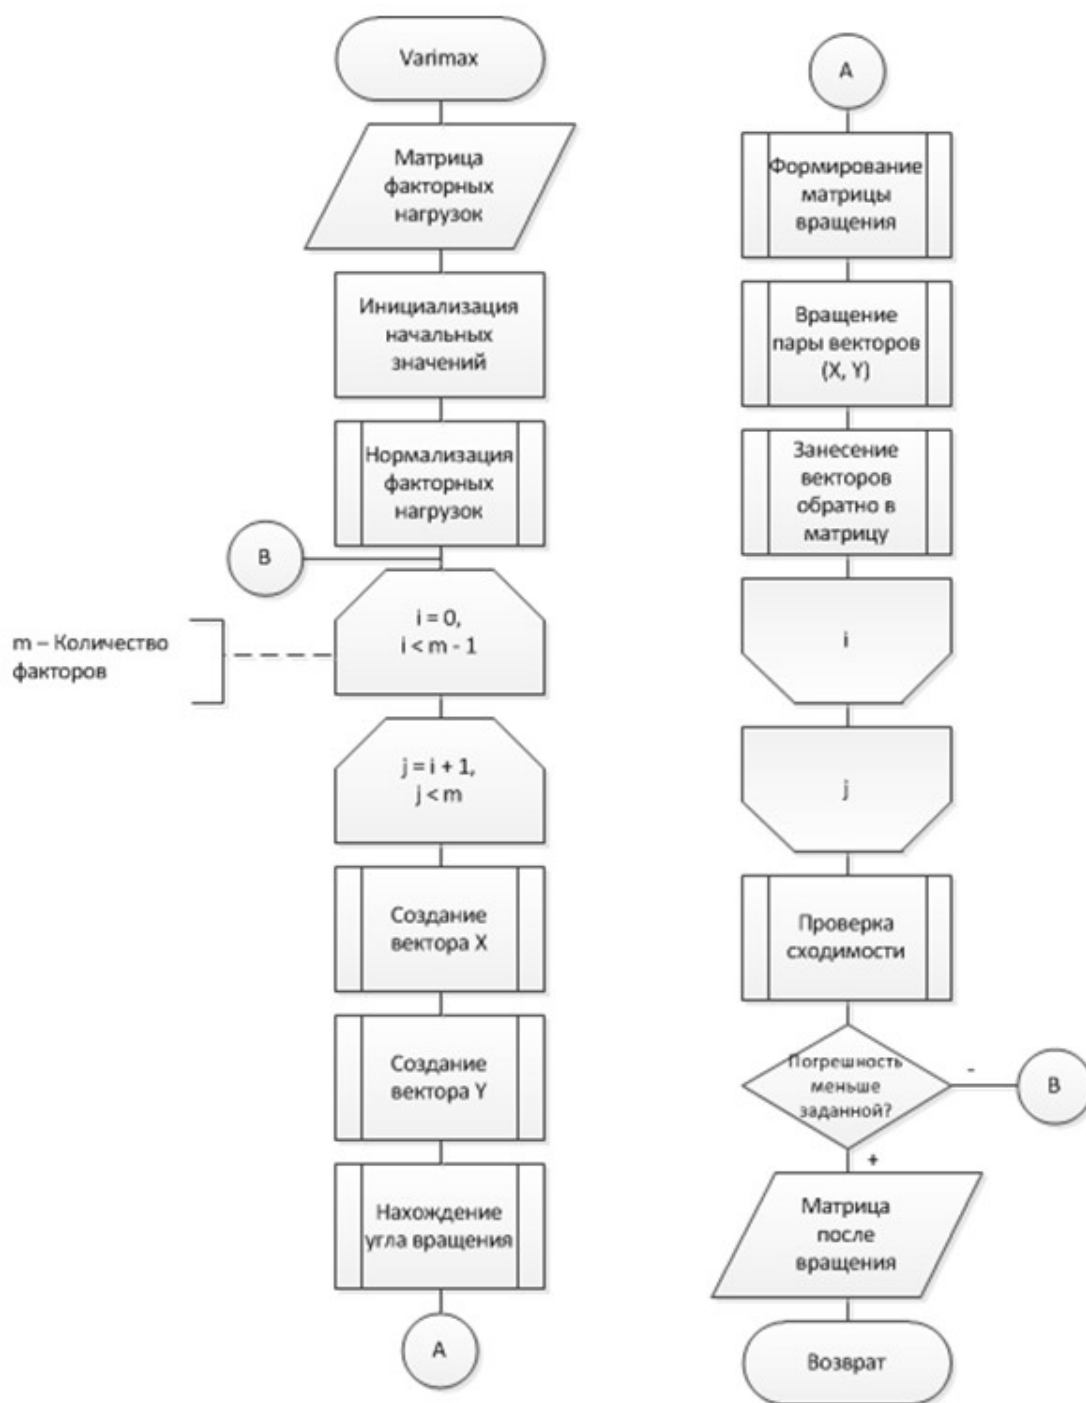 Varimax
Матрица
факторных
нагрузок
Инициализация
начальных
значений
Нормализация
факторных
нагрузок
B
i = 0,
i < m - 1
m – Количество
факторов
j = i + 1,
j < m
Создание
вектора X
Создание
вектора Y
Нахождение
угла вращения
A
A
Формирование
матрицы
вращения
Вращение
пары векторов
(X, Y)
Занесение
векторов
обратно в
матрицу
i
j
Проверка
сходимости
Погрешность
меньше
заданной?
-
B
+
Матрица
после
вращения
Возврат